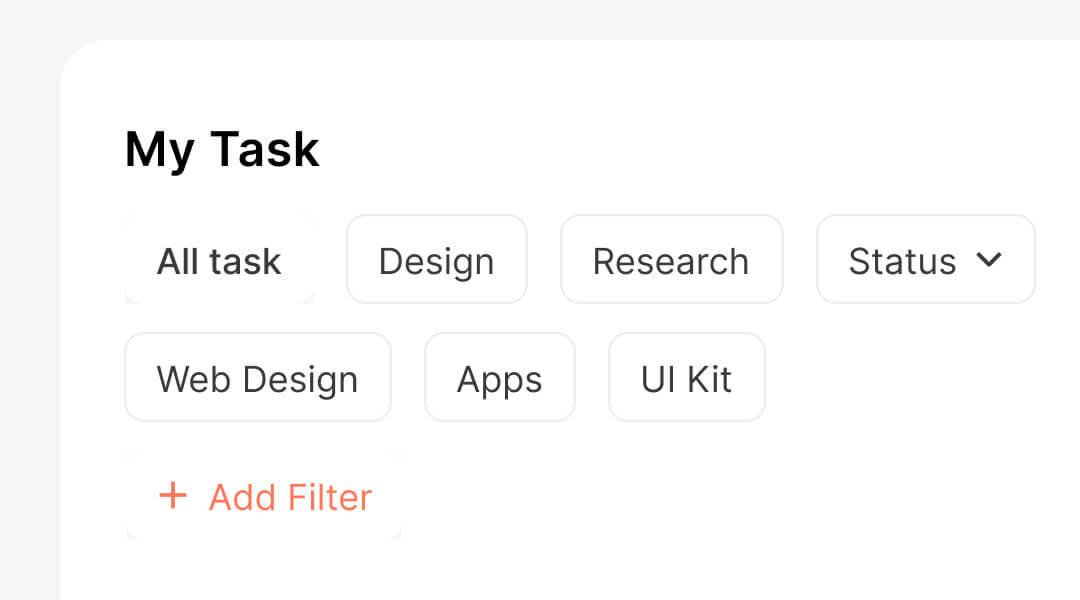 My Task
All task Design Research Status
Web Design Apps UI Kit
+ Add Filter